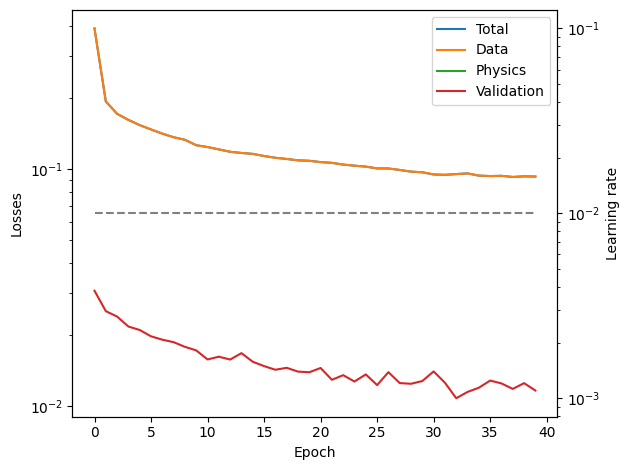 Total
Data
Physics
Validation
10⁻¹
10⁻²
10⁻¹
10⁻²
10⁻³
Losses
Learning rate
0 5 10 15 20 25 30 35 40
Epoch